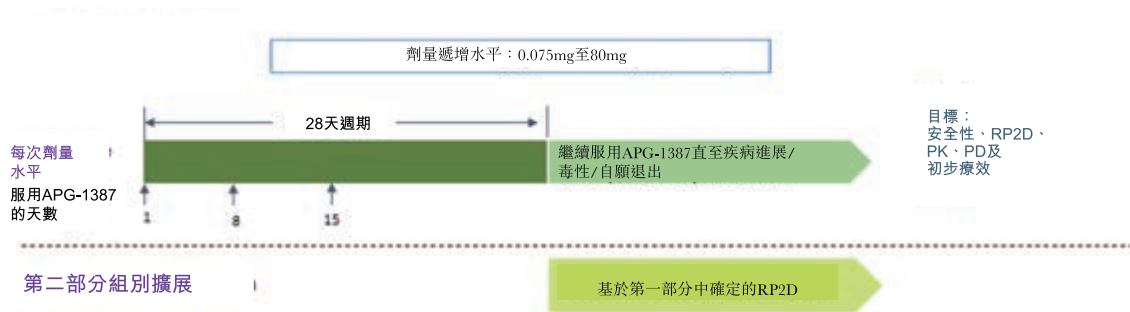 劑量遞增水平：0.075mg至80mg
28天週期
每次劑量
水平
服用APG-1387
的天數
繼續服用APG-1387直至疾病進展/
毒性/自願退出
目標：
安全性、RP2D、
PK、PD及
初步療效
1
8
15
第二部分組別擴展
基於第一部分中確定的RP2D